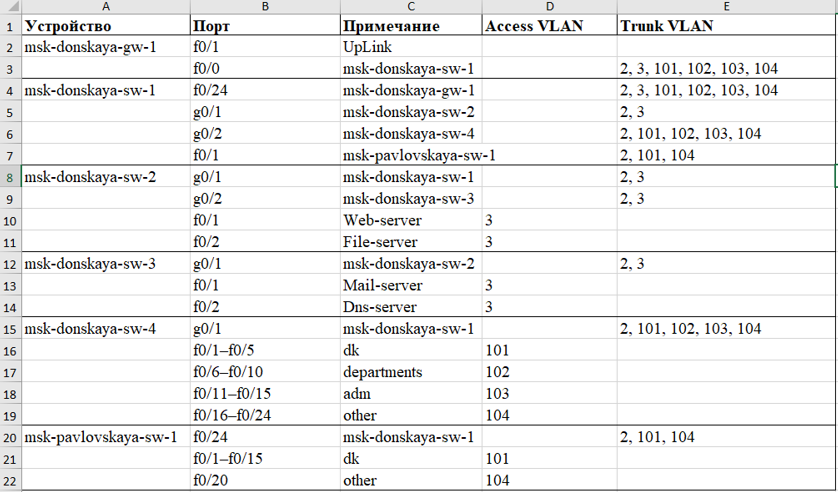 A B C D E
1 Устройство Порт Примечание Access VLAN Trunk VLAN
2 msk-donskaya-gw-1 f0/1 UpLink
3 f0/0 msk-donskaya-sw-1 2, 3, 101, 102, 103, 104
4 msk-donskaya-sw-1 f0/24 msk-donskaya-gw-1 2, 3, 101, 102, 103, 104
5 g0/1 msk-donskaya-sw-2 2, 3
6 g0/2 msk-donskaya-sw-4 2, 101, 102, 103, 104
7 f0/1 msk-pavlovskaya-sw-1 2, 101, 104
8 msk-donskaya-sw-2 g0/1 msk-donskaya-sw-1 2, 3
9 g0/2 msk-donskaya-sw-3 2, 3
10 f0/1 Web-server 3
11 f0/2 File-server 3
12 msk-donskaya-sw-3 g0/1 msk-donskaya-sw-2 2, 3
13 f0/1 Mail-server 3
14 f0/2 Dns-server 3
15 msk-donskaya-sw-4 g0/1 msk-donskaya-sw-1 2, 101, 102, 103, 104
16 f0/1–f0/5 dk 101
17 f0/6–f0/10 departments 102
18 f0/11–f0/15 adm 103
19 f0/16–f0/24 other 104
20 msk-pavlovskaya-sw-1 f0/24 msk-donskaya-sw-1 2, 101, 104
21 f0/1–f0/15 dk 101
22 f0/20 other 104